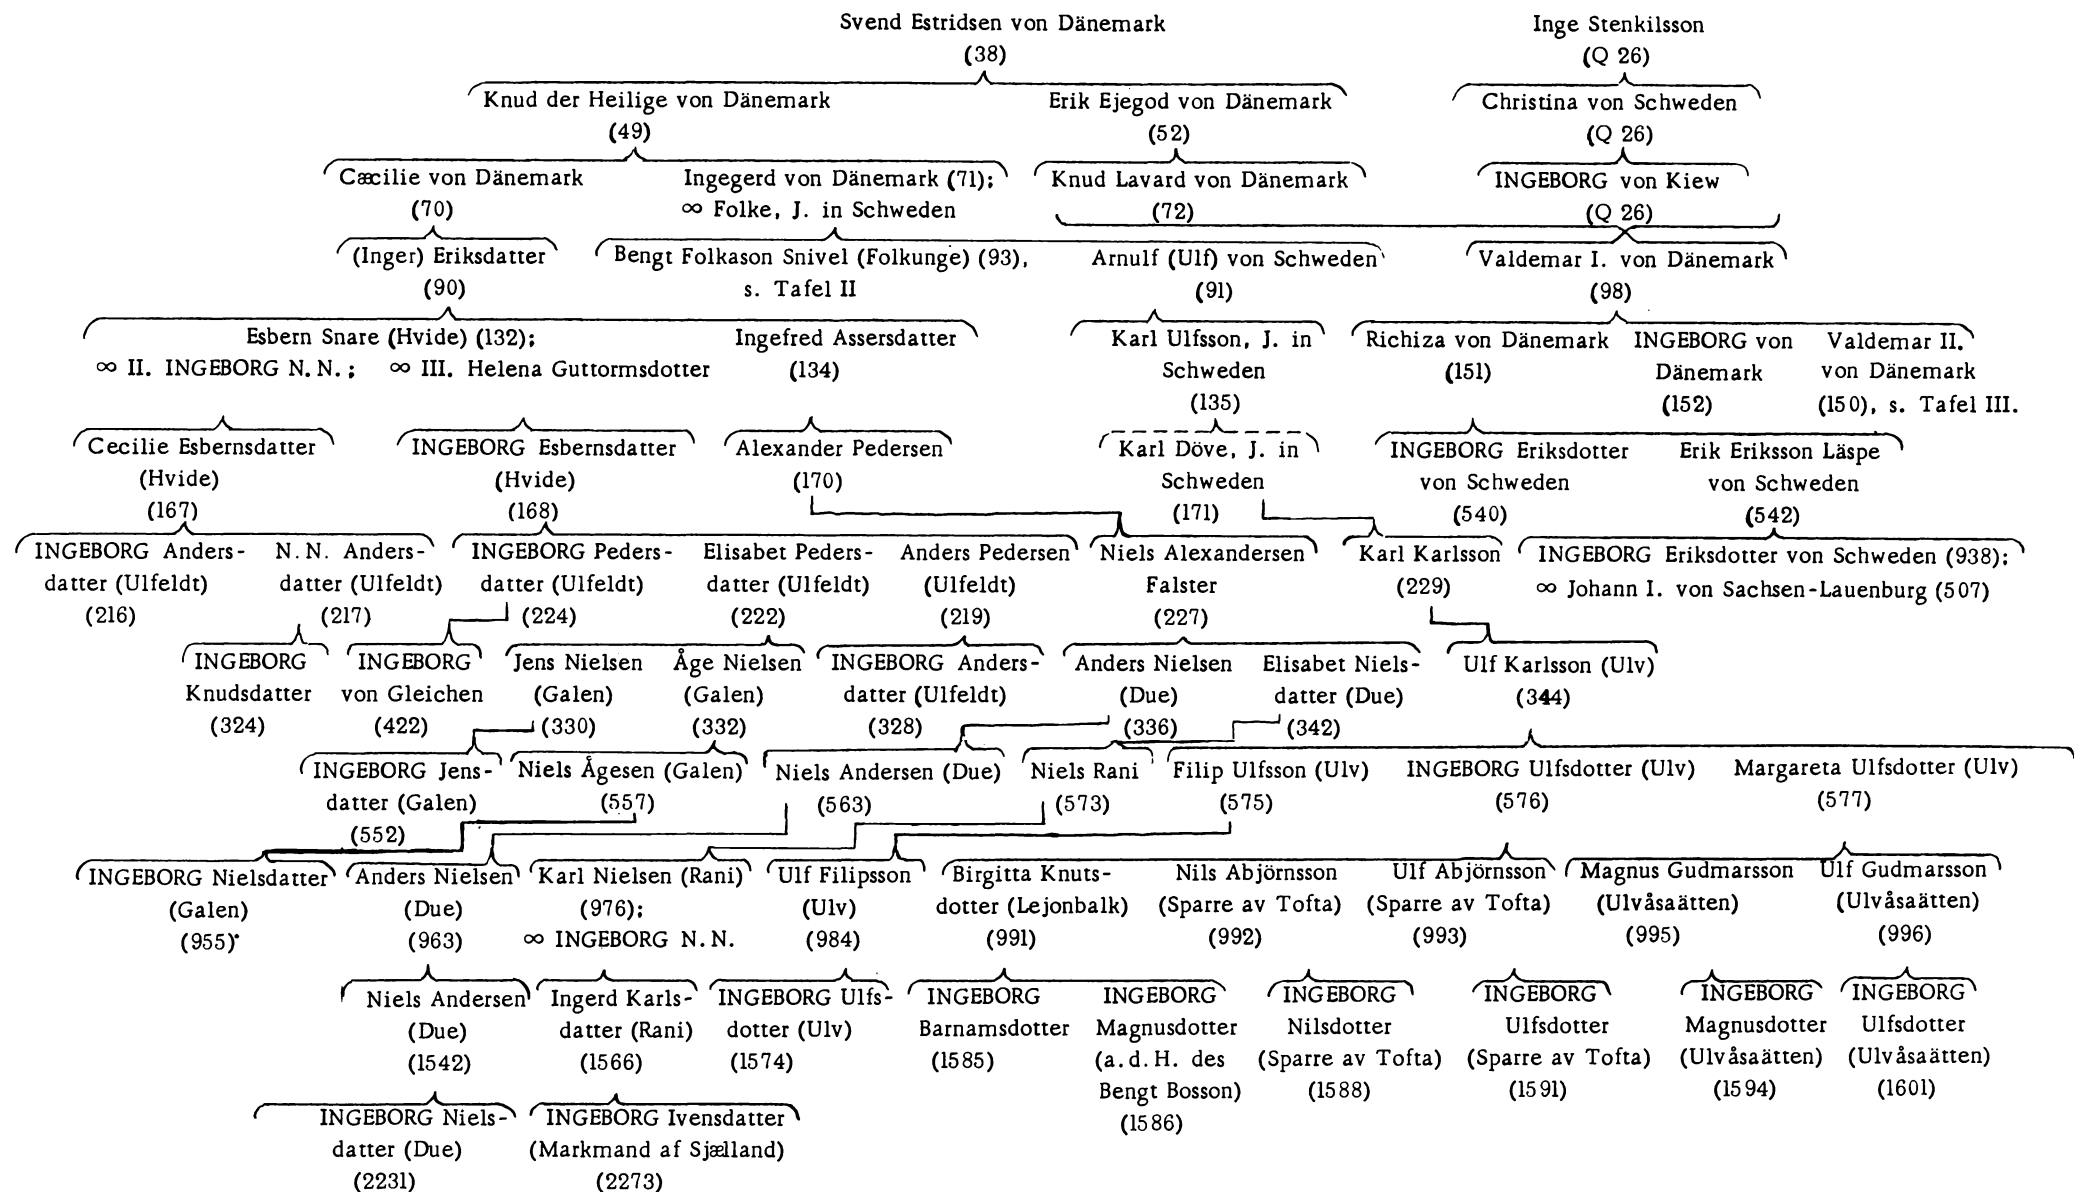 Svend Estridsen von Dänemark
(38)
Inge Stenkilsson
(Q 26)
Knud der Heilige von Dänemark
(49)
Erik Ejegod von Dänemark
(52)
Christina von Schweden
(Q 26)
Cæcilie von Dänemark
(70)
Ingegerd von Dänemark (71);
∞ Folke, J. in Schweden
Knud Lavard von Dänemark
(72)
INGEBORG von Kiew
(Q 26)
(Inger) Eriksdatter
(90)
Bengt Folkason Snivel (Folkunge) (93),
s. Tafel II
Arnulf (Ulf) von Schweden
(91)
Valdemar I. von Dänemark
(98)
Esbern Snare (Hvide) (132);
∞ II. INGEBORG N.N.; ∞ III. Helena Guttormsdotter
Ingefred Assersdatter
(134)
Karl Ulfsson, J. in
Schweden
(135)
Richiza von Dänemark
(151)
INGEBORG von
Dänemark
(152)
Valdemar II.
von Dänemark
(150), s. Tafel III.
Cecilie Esbernsdatter
(Hvide)
(167)
INGEBORG Esbernsdatter
(Hvide)
(168)
Alexander Pedersen
(170)
Karl Döve, J. in
Schweden
(171)
INGEBORG Eriksdotter
von Schweden
(540)
Erik Eriksson Läspe
von Schweden
(542)
INGEBORG Anders-
datter (Ulfeldt)
(216)
N.N. Anders-
datter (Ulfeldt)
(217)
INGEBORG Peders-
datter (Ulfeldt)
(224)
Elisabet Peders-
datter (Ulfeldt)
(222)
Anders Pedersen
(Ulfeldt)
(219)
Niels Alexandersen
Falster
(227)
Karl Karlsson
(229)
INGEBORG Eriksdotter von Schweden (938);
∞ Johann I. von Sachsen-Lauenburg (507)
INGEBORG
Knudsdatter
(324)
INGEBORG
von Gleichen
(422)
Jens Nielsen
(Galen)
(330)
Åge Nielsen
(Galen)
(332)
INGEBORG Anders-
datter (Ulfeldt)
(328)
Anders Nielsen
(Due)
(336)
Elisabet Niels-
datter (Due)
(342)
Ulf Karlsson (Ulv)
(344)
INGEBORG Jens-
datter (Galen)
(552)
Niels Ågesen (Galen)
(557)
Niels Andersen (Due)
(563)
Niels Rani
(573)
Filip Ulfsson (Ulv)
(575)
INGEBORG Ulfsdotter (Ulv)
(576)
Margareta Ulfsdotter (Ulv)
(577)
INGEBORG Nielsdatter
(Galen)
(955)
Anders Nielsen
(Due)
(963)
Karl Nielsen (Rani)
(976);
∞ INGEBORG N.N.
Ulf Filipsson
(Ulv)
(984)
Birgitta Knuts-
dotter (Lejonbalk)
(991)
Nils Abjörnsson
(Sparre av Tofta)
(992)
Ulf Abjörnsson
(Sparre av Tofta)
(993)
Magnus Gudmarsson
(Ulvåsaätten)
(995)
Ulf Gudmarsson
(Ulvåsaätten)
(996)
Niels Andersen
(Due)
(1542)
Ingerd Karls-
datter (Rani)
(1566)
INGEBORG Ulfs-
dotter (Ulv)
(1574)
INGEBORG
Barnamsdotter
(1585)
INGEBORG
Magnusdotter
(a.d.H. des
Bengt Bosson)
(1586)
INGEBORG
Nilsdotter
(Sparre av Tofta)
(1588)
INGEBORG
Ulfsdotter
(Sparre av Tofta)
(1591)
INGEBORG
Magnusdotter
(Ulvåsaätten)
(1594)
INGEBORG
Ulfsdotter
(Ulvåsaätten)
(1601)
INGEBORG Niels-
datter (Due)
(2231)
INGEBORG Ivensdatter
(Markmand af Sjælland)
(2273)